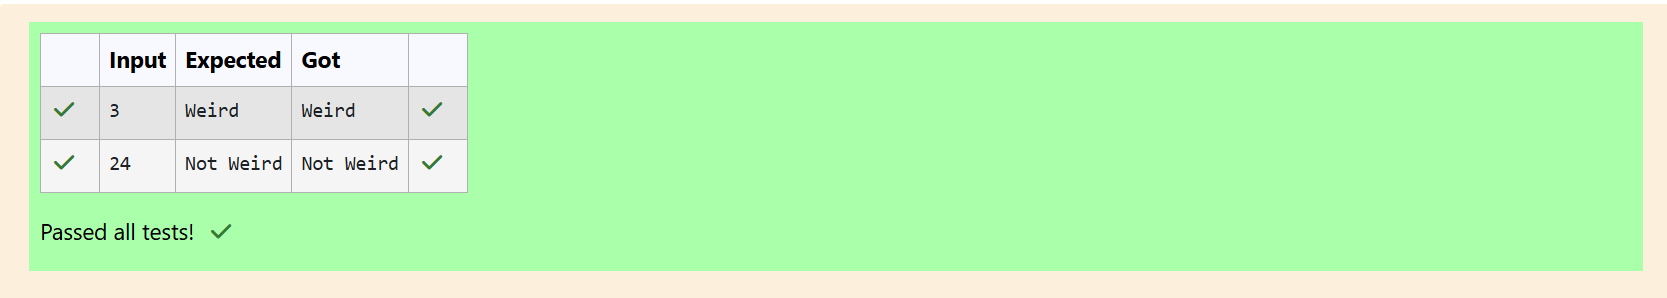 Input Expected Got
3 Weird Weird
24 Not Weird Not Weird
Passed all tests!